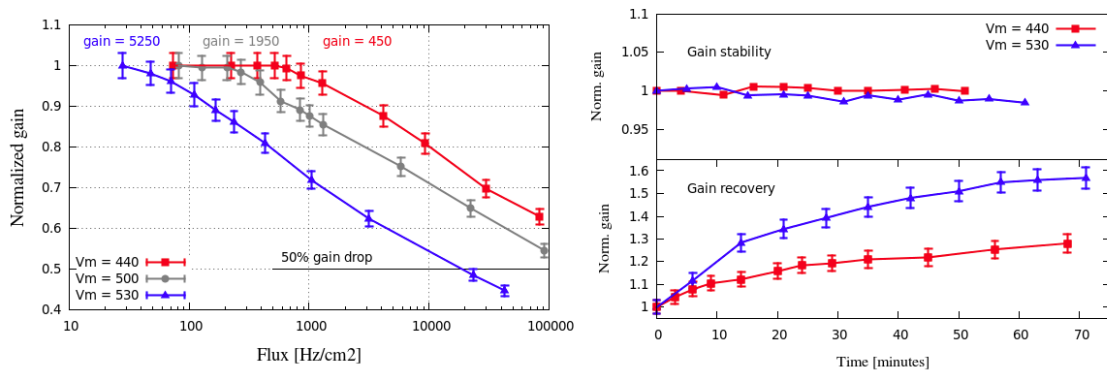 gain = 5250 gain = 1950 gain = 450
1.1
1
0.9
0.8
0.7
0.6
0.5
0.4
Normalized gain
50% gain drop
Vm = 440
Vm = 500
Vm = 530
10 100 1000 10000 100000
Flux [Hz/cm2]
1.1
1.05
1
0.95
Norm. gain
Gain stability
Vm = 440
Vm = 530
1.6
1.5
1.4
1.3
1.2
1.1
1
Norm. gain
Gain recovery
0 10 20 30 40 50 60 70
Time [minutes]